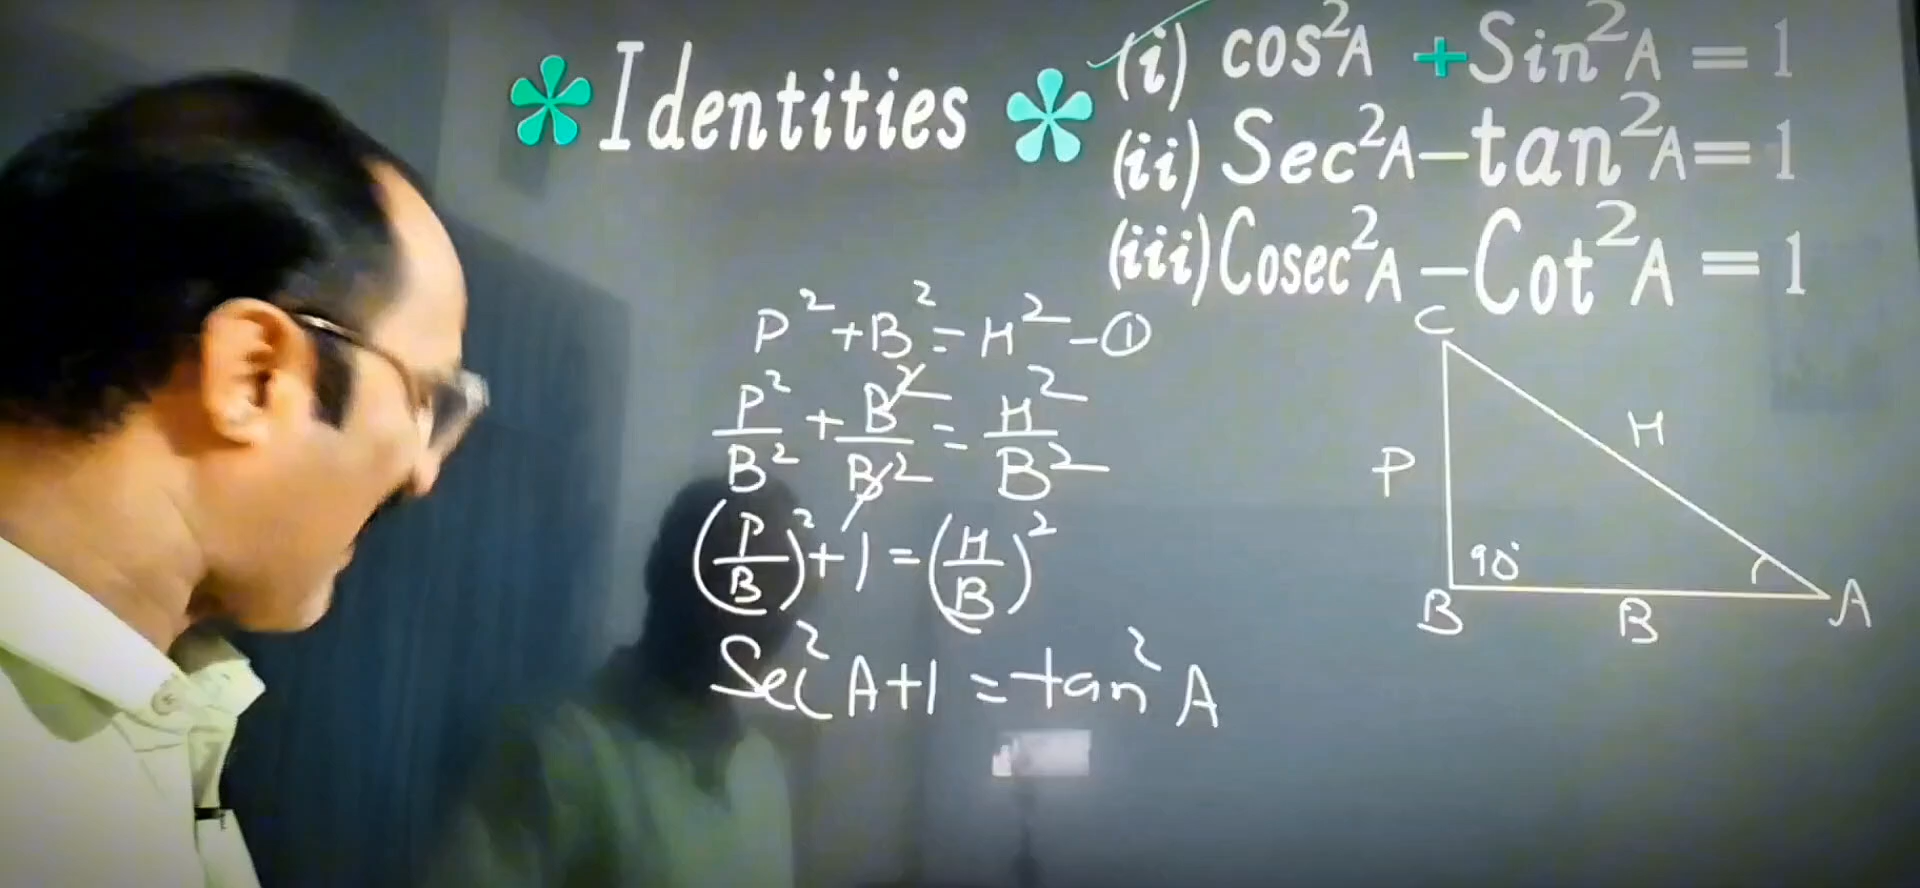 *Identities*
(i) cos²A + Sin²A = 1
(ii) Sec²A - tan²A = 1
(iii) Cosec²A - Cot²A = 1
P² + B² = H² - ①
P²/B² + B²/B² = H²/B²
(P/B)² + 1 = (H/B)²
Sec²A + 1 = tan²A
C
H
P
90°
B
B
A